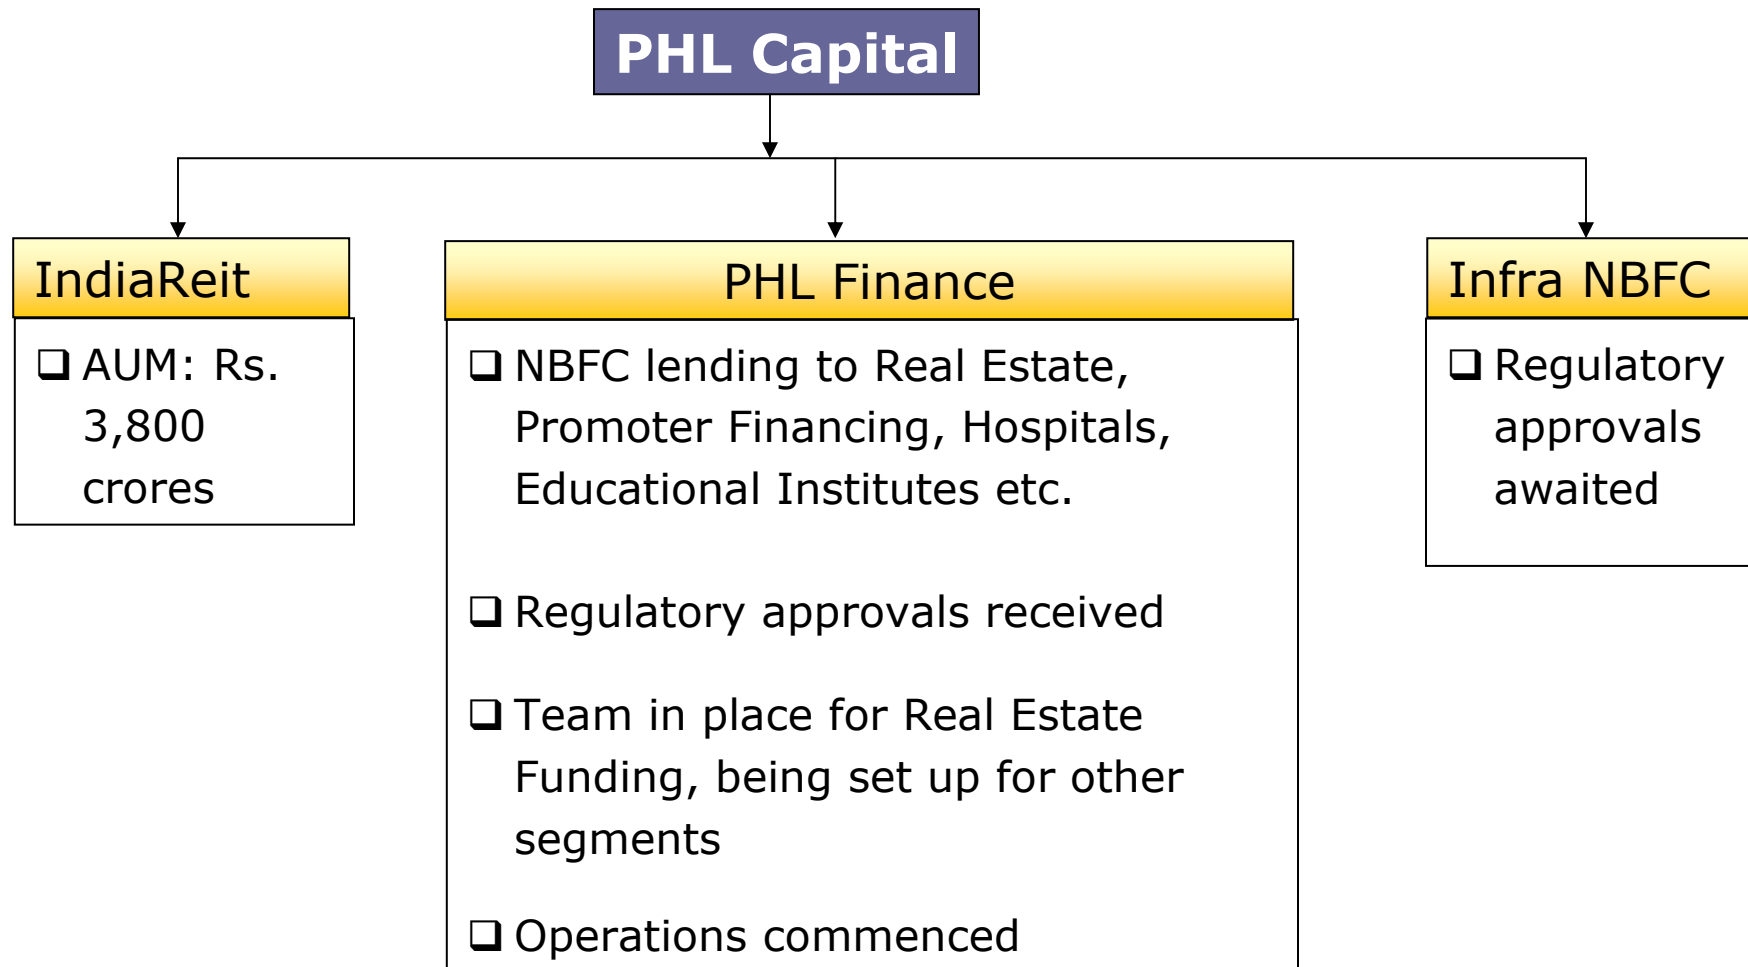 PHL Capital
IndiaReit
❑ AUM: Rs.
3,800
crores
PHL Finance
❑ NBFC lending to Real Estate,
Promoter Financing, Hospitals,
Educational Institutes etc.
❑ Regulatory approvals received
❑ Team in place for Real Estate
Funding, being set up for other
segments
❑ Operations commenced
Infra NBFC
❑ Regulatory
approvals
awaited